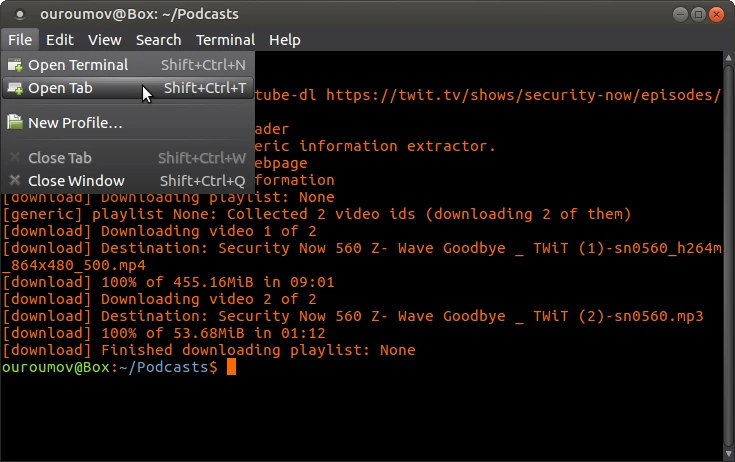 ouroumov@Box: ~/Podcasts
File Edit View Search Terminal Help
Open Terminal Shift+Ctrl+N
Open Tab Shift+Ctrl+T
New Profile...
Close Tab Shift+Ctrl+W
Close Window Shift+Ctrl+Q
tube-dl https://twit.tv/shows/security-now/episodes/
ader
eric information extractor.
ebpage
formation
[download] Downloading playlist: None
[generic] playlist None: Collected 2 video ids (downloading 2 of them)
[download] Downloading video 1 of 2
[download] Destination: Security Now 560 Z- Wave Goodbye _ TWiT (1)-sn0560_h264m
_864x480_500.mp4
[download] 100% of 455.16MiB in 09:01
[download] Downloading video 2 of 2
[download] Destination: Security Now 560 Z- Wave Goodbye _ TWiT (2)-sn0560.mp3
[download] 100% of 53.68MiB in 01:12
[download] Finished downloading playlist: None
ouroumov@Box:~/Podcasts$